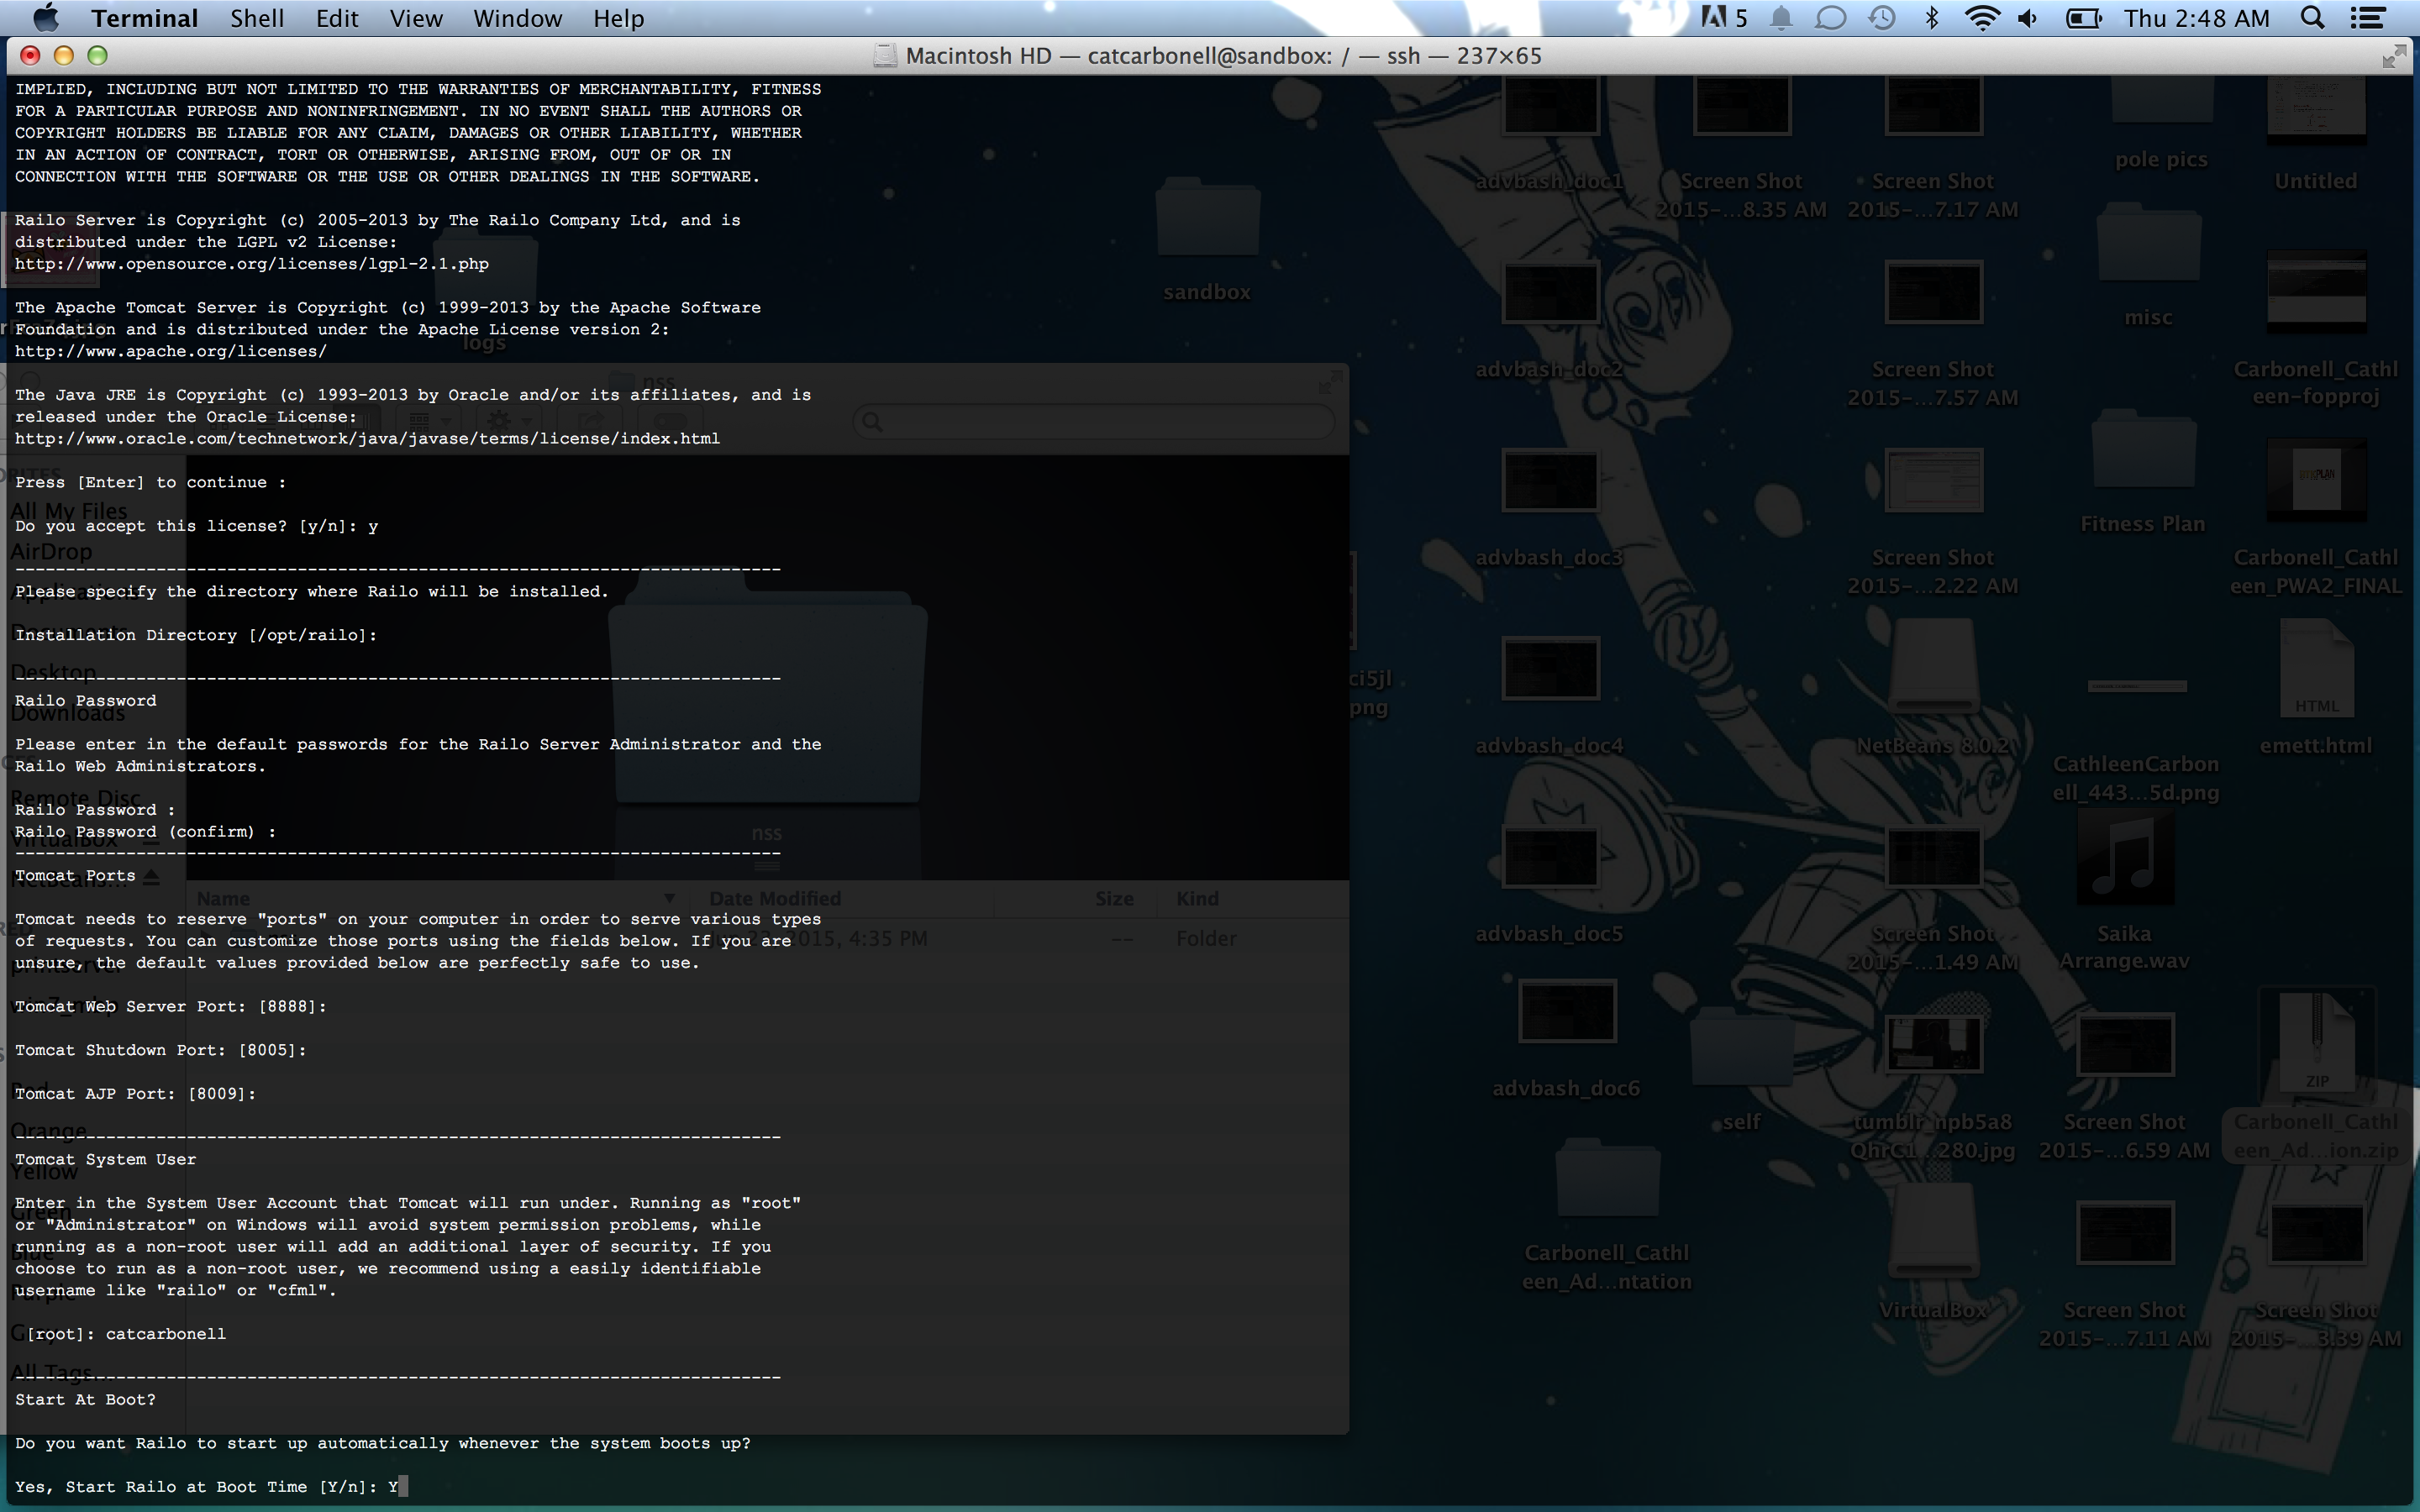 Terminal Shell Edit View Window Help 5 Thu 2:48 AM
Macintosh HD — catcarbonell@sandbox: / — ssh — 237×65
IMPLIED, INCLUDING BUT NOT LIMITED TO THE WARRANTIES OF MERCHANTABILITY, FITNESS
FOR A PARTICULAR PURPOSE AND NONINFRINGEMENT. IN NO EVENT SHALL THE AUTHORS OR
COPYRIGHT HOLDERS BE LIABLE FOR ANY CLAIM, DAMAGES OR OTHER LIABILITY, WHETHER
IN AN ACTION OF CONTRACT, TORT OR OTHERWISE, ARISING FROM, OUT OF OR IN
CONNECTION WITH THE SOFTWARE OR THE USE OR OTHER DEALINGS IN THE SOFTWARE.
Railo Server is Copyright (c) 2005-2013 by The Railo Company Ltd, and is
distributed under the LGPL v2 License:
http://www.opensource.org/licenses/lgpl-2.1.php
The Apache Tomcat Server is Copyright (c) 1999-2013 by the Apache Software
Foundation and is distributed under the Apache License version 2:
http://www.apache.org/licenses/
The Java JRE is Copyright (c) 1993-2013 by Oracle and/or its affiliates, and is
released under the Oracle License:
http://www.oracle.com/technetwork/java/javase/terms/license/index.html
Press [Enter] to continue :
Do you accept this license? [y/n]: y
----------------------------------------------------------------------------
Please specify the directory where Railo will be installed.
Installation Directory [/opt/railo]:
----------------------------------------------------------------------------
Railo Password
Please enter in the default passwords for the Railo Server Administrator and the
Railo Web Administrators.
Railo Password :
Railo Password (confirm) :
----------------------------------------------------------------------------
Tomcat Ports
Tomcat needs to reserve "ports" on your computer in order to serve various types
of requests. You can customize those ports using the fields below. If you are
unsure, the default values provided below are perfectly safe to use.
Tomcat Web Server Port: [8888]:
Tomcat Shutdown Port: [8005]:
Tomcat AJP Port: [8009]:
----------------------------------------------------------------------------
Tomcat System User
Enter in the System User Account that Tomcat will run under. Running as "root"
or "Administrator" on Windows will avoid system permission problems, while
running as a non-root user will add an additional layer of security. If you
choose to run as a non-root user, we recommend using a easily identifiable
username like "railo" or "cfml".
[root]: catcarbonell
----------------------------------------------------------------------------
Start At Boot?
Do you want Railo to start up automatically whenever the system boots up?
Yes, Start Railo at Boot Time [Y/n]: Y
logs
nss
All My Files
AirDrop
Desktop
Downloads
Remote Disc
VirtualBox
nss
Name Date Modified Size Kind
2015, 4:35 PM -- Folder
printserver
Orange
Yellow
Green
Blue
Purple
All Tags...
sandbox
ci5jl
png
advbash_doc1
advbash_doc2
advbash_doc3
advbash_doc4
advbash_doc5
advbash_doc6
Carbonell_Cathl
een_Ad...ntation
Screen Shot
2015-...8.35 AM
self
Screen Shot
2015-...7.17 AM
Screen Shot
2015-...7.57 AM
Screen Shot
2015-...2.22 AM
NetBeans 8.0.2
Screen Shot
2015-...1.49 AM
tumblr_npb5a8
QhrC1...280.jpg
VirtualBox
pole pics
misc
Fitness Plan
CathleenCarbon
ell_443...5d.png
Saika
Arrange.wav
Screen Shot
2015-...6.59 AM
Screen Shot
2015-...7.11 AM
Untitled
Carbonell_Cathl
een-fopproj
PLAN
Carbonell_Cathl
een_PWA2_FINAL
HTML
emett.html
ZIP
Carbonell_Cathl
een_Ad...ion.zip
Screen Shot
2015-...3.39 AM